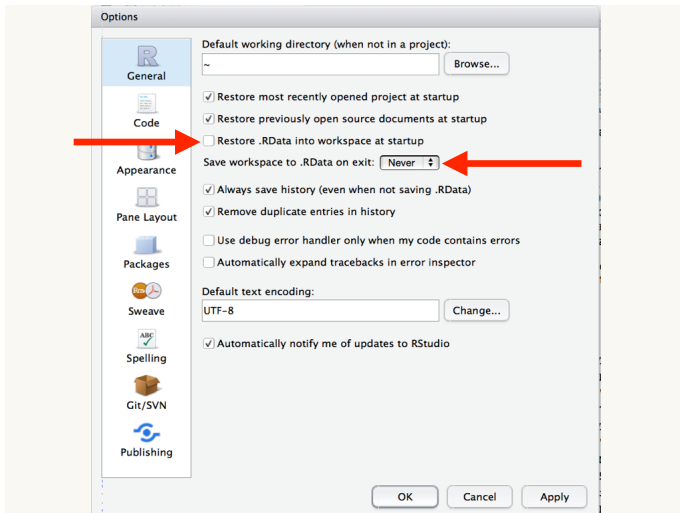 Options
R
General
Code
Appearance
Pane Layout
Packages
Sweave
ABC
Spelling
Git/SVN
Publishing
Default working directory (when not in a project):
~
Browse...
Restore most recently opened project at startup
Restore previously open source documents at startup
Restore .RData into workspace at startup
Save workspace to .RData on exit: Never
Always save history (even when not saving .RData)
Remove duplicate entries in history
Use debug error handler only when my code contains errors
Automatically expand tracebacks in error inspector
Default text encoding:
UTF-8
Change...
Automatically notify me of updates to RStudio
OK
Cancel
Apply